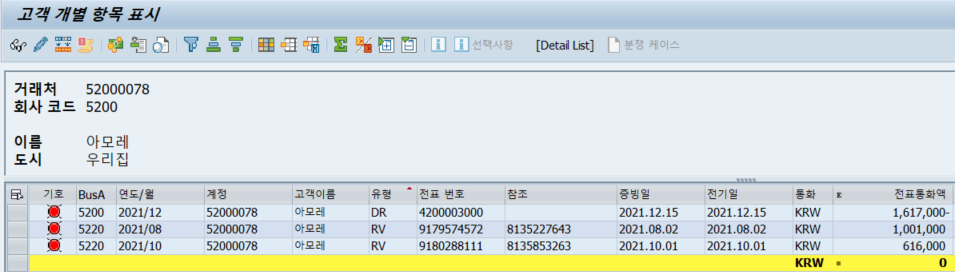 고객 개별 항목 표시
선택사항 [Detail List] 분쟁 케이스
거래처 52000078
회사 코드 5200
이름 아모레
도시 우리집
기호 BusA 연도/월 계정 고객이름 유형 전표 번호 참조 증빙일 전기일 통화 ε 전표통화액
5200 2021/12 52000078 아모레 DR 4200003000 2021.12.15 2021.12.15 KRW 1,617,000-
5220 2021/08 52000078 아모레 RV 9179574572 8135227643 2021.08.02 2021.08.02 KRW 1,001,000
5220 2021/10 52000078 아모레 RV 9180288111 8135853263 2021.10.01 2021.10.01 KRW 616,000
KRW 0